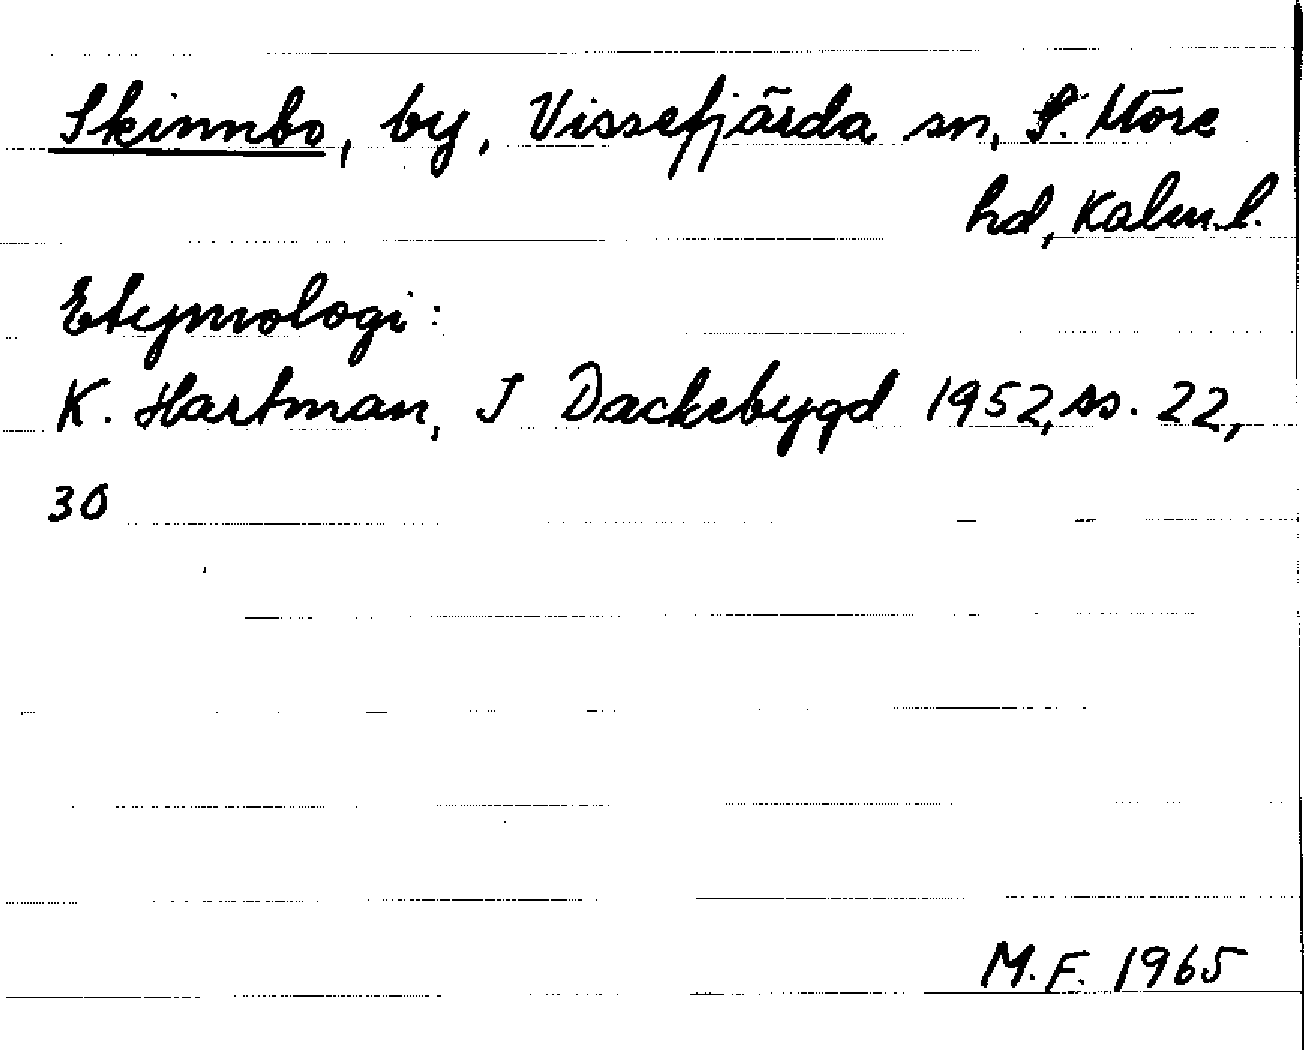 Skinnbo, by, Vissefjärda sn, S. Möre
hd, Kalm.l.
Etymologi:
K. Hartman, I Dackebygd 1952, ss. 22,
30
M.F. 1965